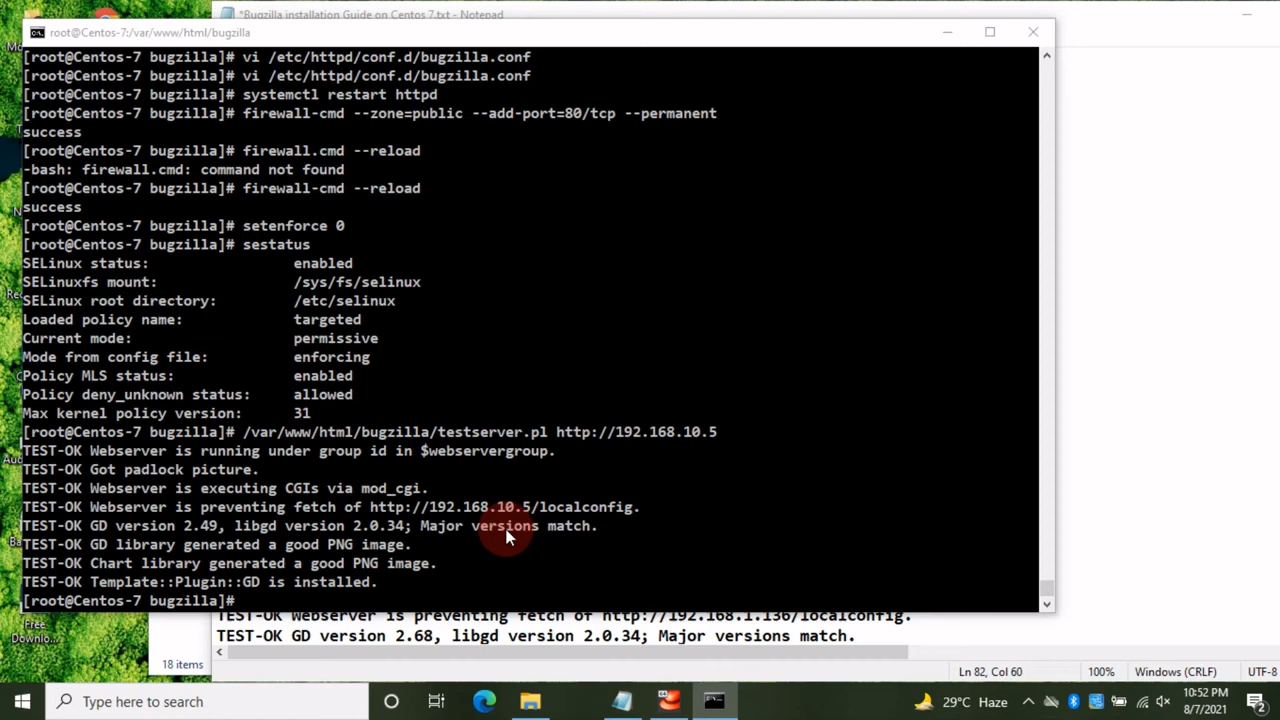 *Bugzilla installation Guide on Centos 7.txt - Notepad
root@Centos-7:/var/www/html/bugzilla
[root@Centos-7 bugzilla]# vi /etc/httpd/conf.d/bugzilla.conf
[root@Centos-7 bugzilla]# vi /etc/httpd/conf.d/bugzilla.conf
[root@Centos-7 bugzilla]# systemctl restart httpd
[root@Centos-7 bugzilla]# firewall-cmd --zone=public --add-port=80/tcp --permanent
success
[root@Centos-7 bugzilla]# firewall.cmd --reload
-bash: firewall.cmd: command not found
[root@Centos-7 bugzilla]# firewall-cmd --reload
success
[root@Centos-7 bugzilla]# setenforce 0
[root@Centos-7 bugzilla]# sestatus
SELinux status: enabled
SELinuxfs mount: /sys/fs/selinux
SELinux root directory: /etc/selinux
Loaded policy name: targeted
Current mode: permissive
Mode from config file: enforcing
Policy MLS status: enabled
Policy deny_unknown status: allowed
Max kernel policy version: 31
[root@Centos-7 bugzilla]# /var/www/html/bugzilla/testserver.pl http://192.168.10.5
TEST-OK Webserver is running under group id in $webservergroup.
TEST-OK Got padlock picture.
TEST-OK Webserver is executing CGIs via mod_cgi.
TEST-OK Webserver is preventing fetch of http://192.168.10.5/localconfig.
TEST-OK GD version 2.49, libgd version 2.0.34; Major versions match.
TEST-OK GD library generated a good PNG image.
TEST-OK Chart library generated a good PNG image.
TEST-OK Template::Plugin::GD is installed.
[root@Centos-7 bugzilla]#
TEST-OK Webserver is preventing fetch of http://192.168.1.136/localconfig.
TEST-OK GD version 2.68, libgd version 2.0.34; Major versions match.
Free
Downlo...
18 items
Ln 82, Col 60
100%
Windows (CRLF)
UTF-8
Type here to search
29°C Haze
10:52 PM
8/7/2021
2